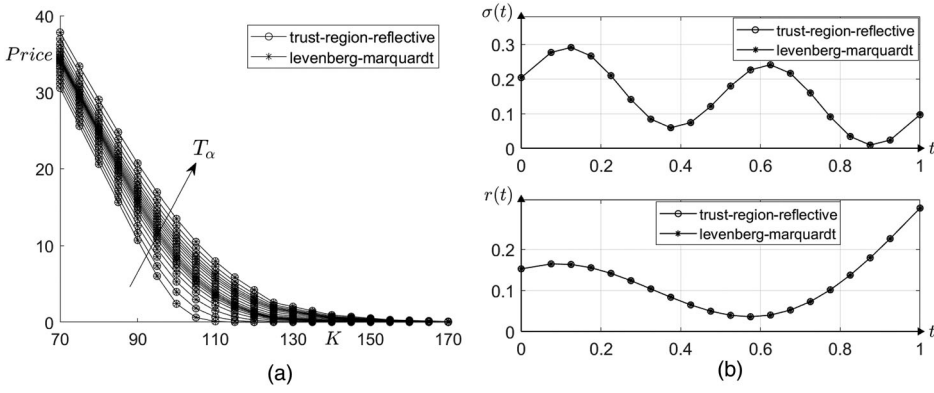 40
Price
30
20
10
0
70
90
110
130
K
150
170
trust-region-reflective
levenberg-marquardt
T_α
(a)
σ(t)
0.3
0.2
0.1
0
0
0.2
0.4
0.6
0.8
1
t
trust-region-reflective
levenberg-marquardt
r(t)
0.2
0.1
0
0
0.2
0.4
0.6
0.8
1
t
trust-region-reflective
levenberg-marquardt
(b)